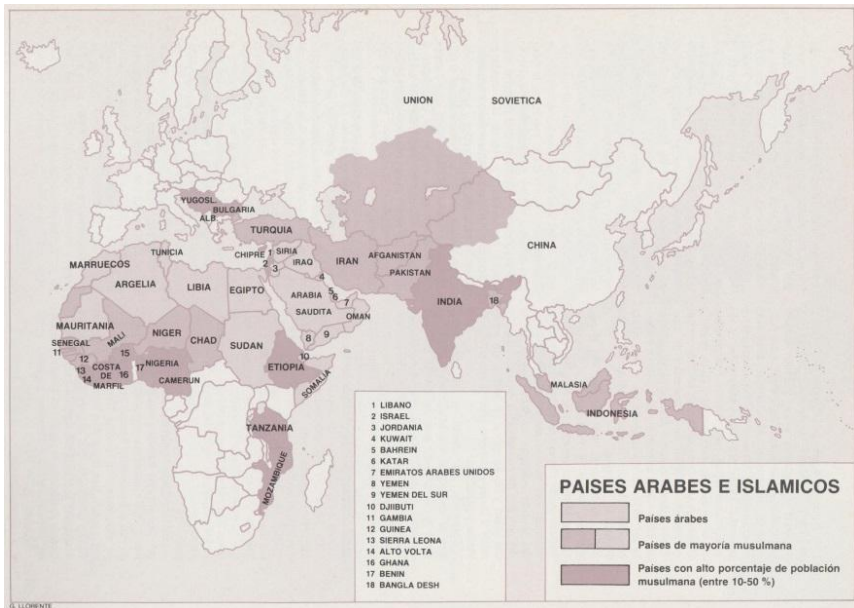 UNION SOVIETICA
YUGOSL.
BULGARIA
ALB.
TURQUIA
CHINA
TUNICIA
CHIPRE
1
SIRIA
2
3
IRAQ
IRAN
AFGANISTAN
PAKISTAN
MARRUECOS
ARGELIA
LIBIA
EGIPTO
4
5
6
7
ARABIA
SAUDITA
OMAN
INDIA
18
MAURITANIA
MALI
NIGER
CHAD
SUDAN
8
9
10
SENEGAL
11
12
13
14
15
COSTA
DE
MARFIL
16
17
NIGERIA
CAMERUN
ETIOPIA
SOMALIA
MALASIA
INDONESIA
TANZANIA
MOZAMBIQUE
1 LIBANO
2 ISRAEL
3 JORDANIA
4 KUWAIT
5 BAHREIN
6 KATAR
7 EMIRATOS ARABES UNIDOS
8 YEMEN
9 YEMEN DEL SUR
10 DJIIBUTI
11 GAMBIA
12 GUINEA
13 SIERRA LEONA
14 ALTO VOLTA
16 GHANA
17 BENIN
18 BANGLA DESH
PAISES ARABES E ISLAMICOS
Países árabes
Países de mayoría musulmana
Países con alto porcentaje de población
musulmana (entre 10-50 %)
G. LLORENTE